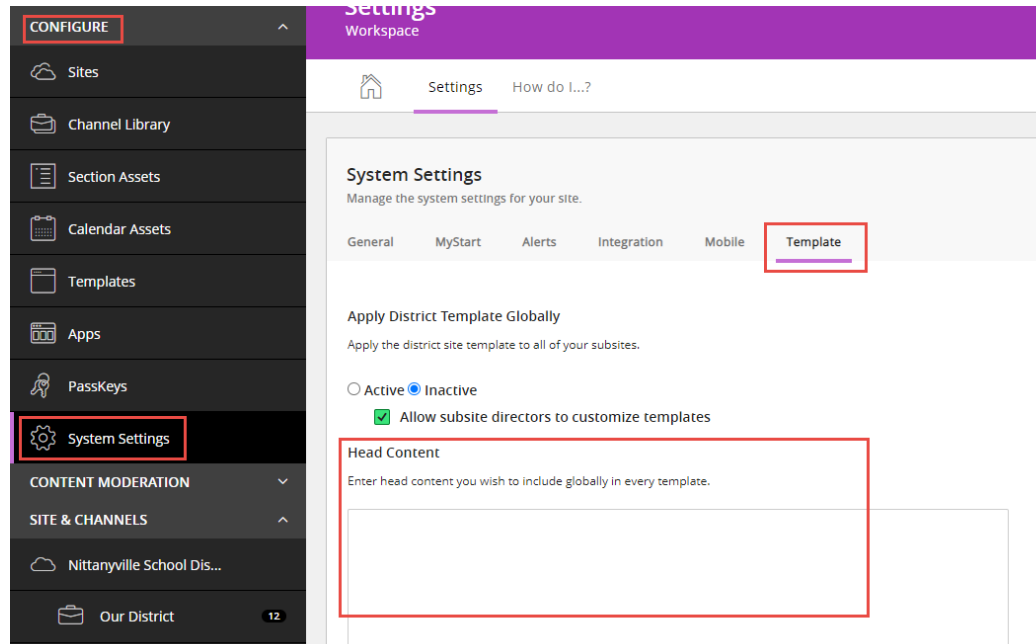 CONFIGURE
Sites
Channel Library
Section Assets
Calendar Assets
Templates
Apps
PassKeys
System Settings
CONTENT MODERATION
SITE & CHANNELS
Nittanyville School Dis...
Our District 12
Settings
Workspace
Settings How do I...?
System Settings
Manage the system settings for your site.
General MyStart Alerts Integration Mobile Template
Apply District Template Globally
Apply the district site template to all of your subsites.
Active Inactive
Allow subsite directors to customize templates
Head Content
Enter head content you wish to include globally in every template.